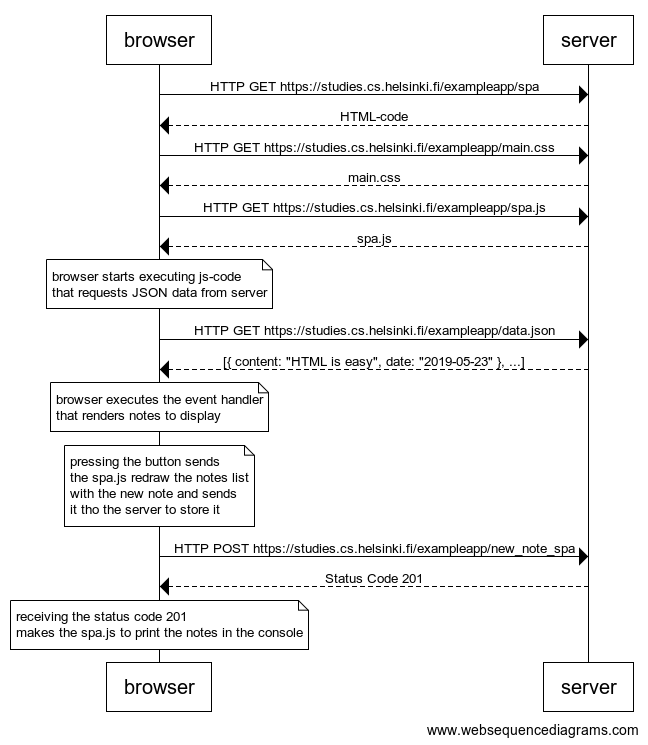 browser server
HTTP GET https://studies.cs.helsinki.fi/exampleapp/spa
HTML-code
HTTP GET https://studies.cs.helsinki.fi/exampleapp/main.css
main.css
HTTP GET https://studies.cs.helsinki.fi/exampleapp/spa.js
spa.js
browser starts executing js-code
that requests JSON data from server
HTTP GET https://studies.cs.helsinki.fi/exampleapp/data.json
[{ content: "HTML is easy", date: "2019-05-23" }, ...]
browser executes the event handler
that renders notes to display
pressing the button sends
the spa.js redraw the notes list
with the new note and sends
it tho the server to store it
HTTP POST https://studies.cs.helsinki.fi/exampleapp/new_note_spa
Status Code 201
receiving the status code 201
makes the spa.js to print the notes in the console
browser server
www.websequencediagrams.com